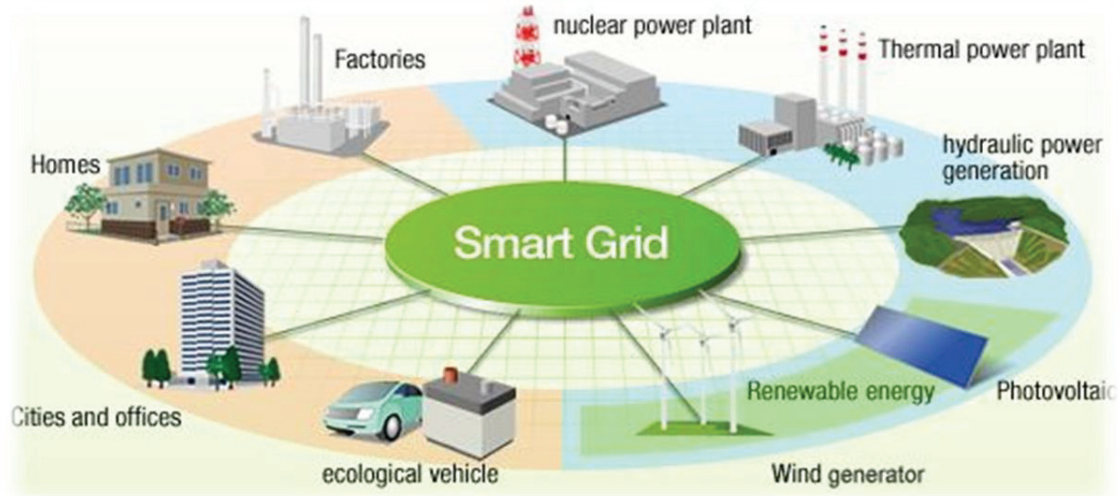 nuclear power plant
Factories
Thermal power plant
hydraulic power
generation
Homes
Smart Grid
Renewable energy
Photovoltaic
Cities and offices
ecological vehicle
Wind generator